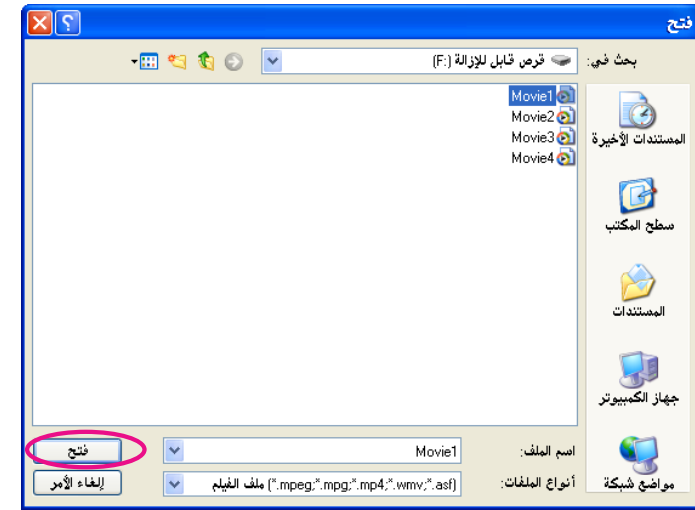 فتح
بحث في:
قرص قابل للإزالة (F:)
Movie1
Movie2
Movie3
Movie4
المستندات الأخيرة
سطح المكتب
المستندات
جهاز الكمبيوتر
مواضع شبكة
اسم الملف:
Movie1
فتح
أنواع الملفات:
ملف الفيلم (*.mpeg;*.mpg;*.mp4;*.wmv;*.asf)
إلغاء الأمر